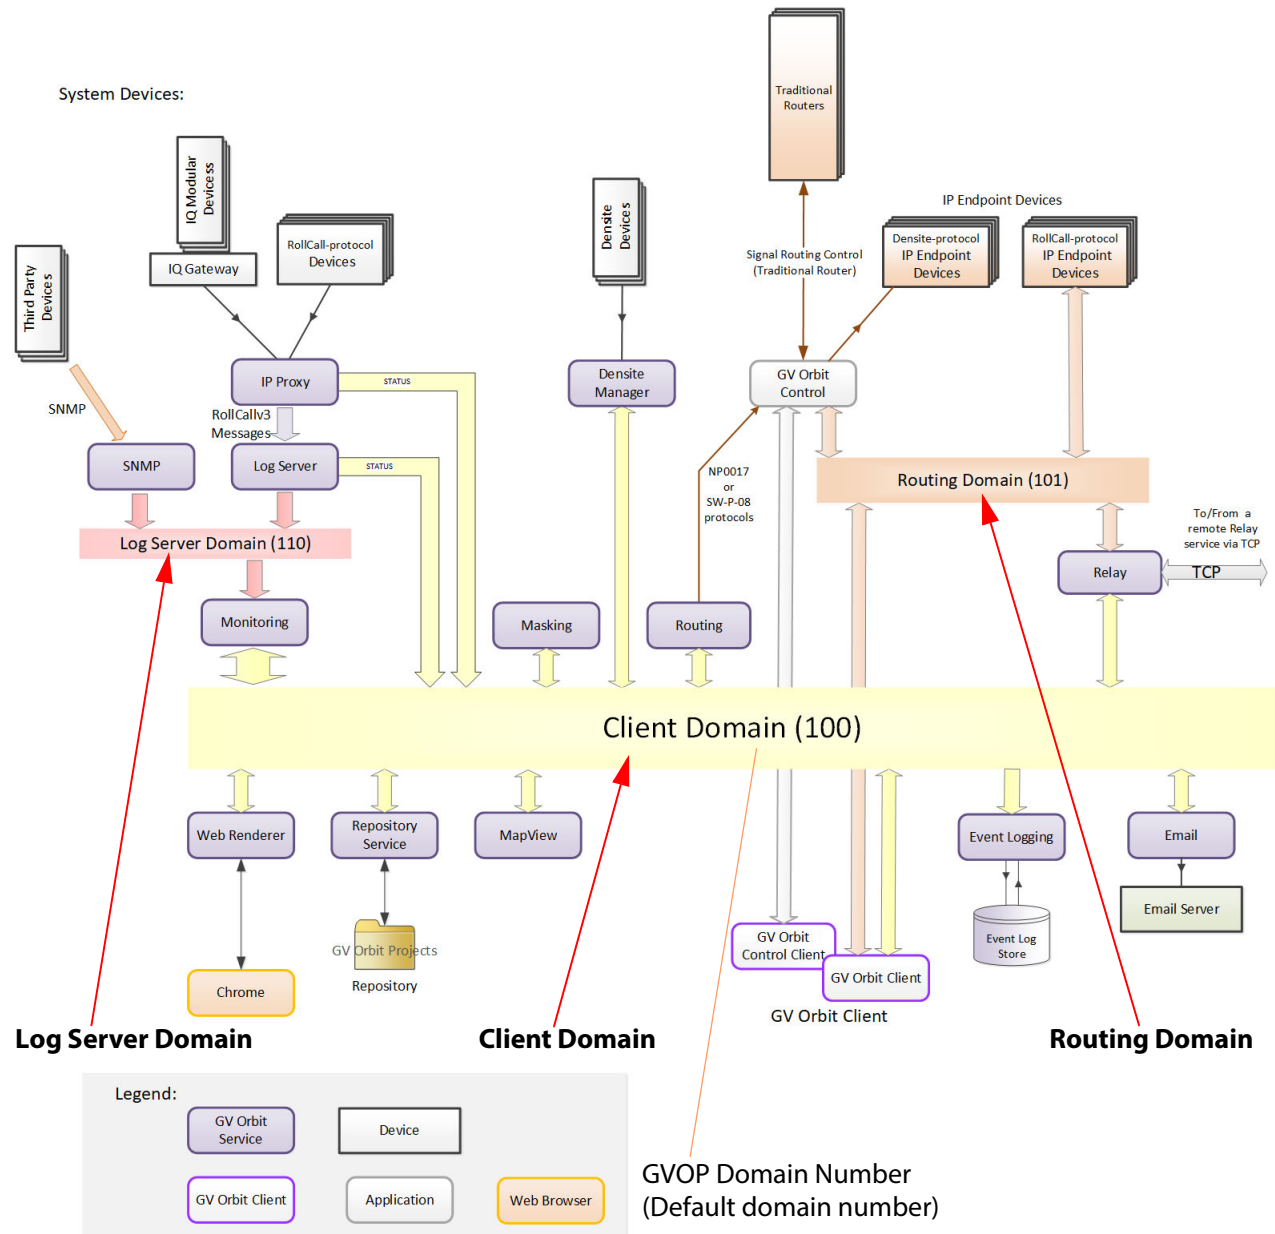 System Devices:
Traditional
Routers
IQ Modular
Devicess
Densite
Devices
IP Endpoint Devices
Third Party
Devices
IQ Gateway
RollCall-protocol
Devices
Signal Routing Control
(Traditional Router)
Densite-protocol
IP Endpoint
Devices
RollCall-protocol
IP Endpoint
Devices
SNMP
IP Proxy
STATUS
Densite
Manager
GV Orbit
Control
RollCallv3
Messages
SNMP
Log Server
STATUS
NP0017
or
SW-P-08
protocols
Routing Domain (101)
To/From a
remote Relay
service via TCP
Log Server Domain (110)
Relay
TCP
Monitoring
Masking
Routing
Client Domain (100)
Web Renderer
Repository
Service
MapView
Event Logging
Email
GV Orbit Projects
Repository
GV Orbit
Control Client
GV Orbit Client
GV Orbit Client
Event Log
Store
Email Server
Chrome
Log Server Domain
Client Domain
Routing Domain
Legend:
GV Orbit
Service
Device
GV Orbit Client
Application
Web Browser
GVOP Domain Number
(Default domain number)